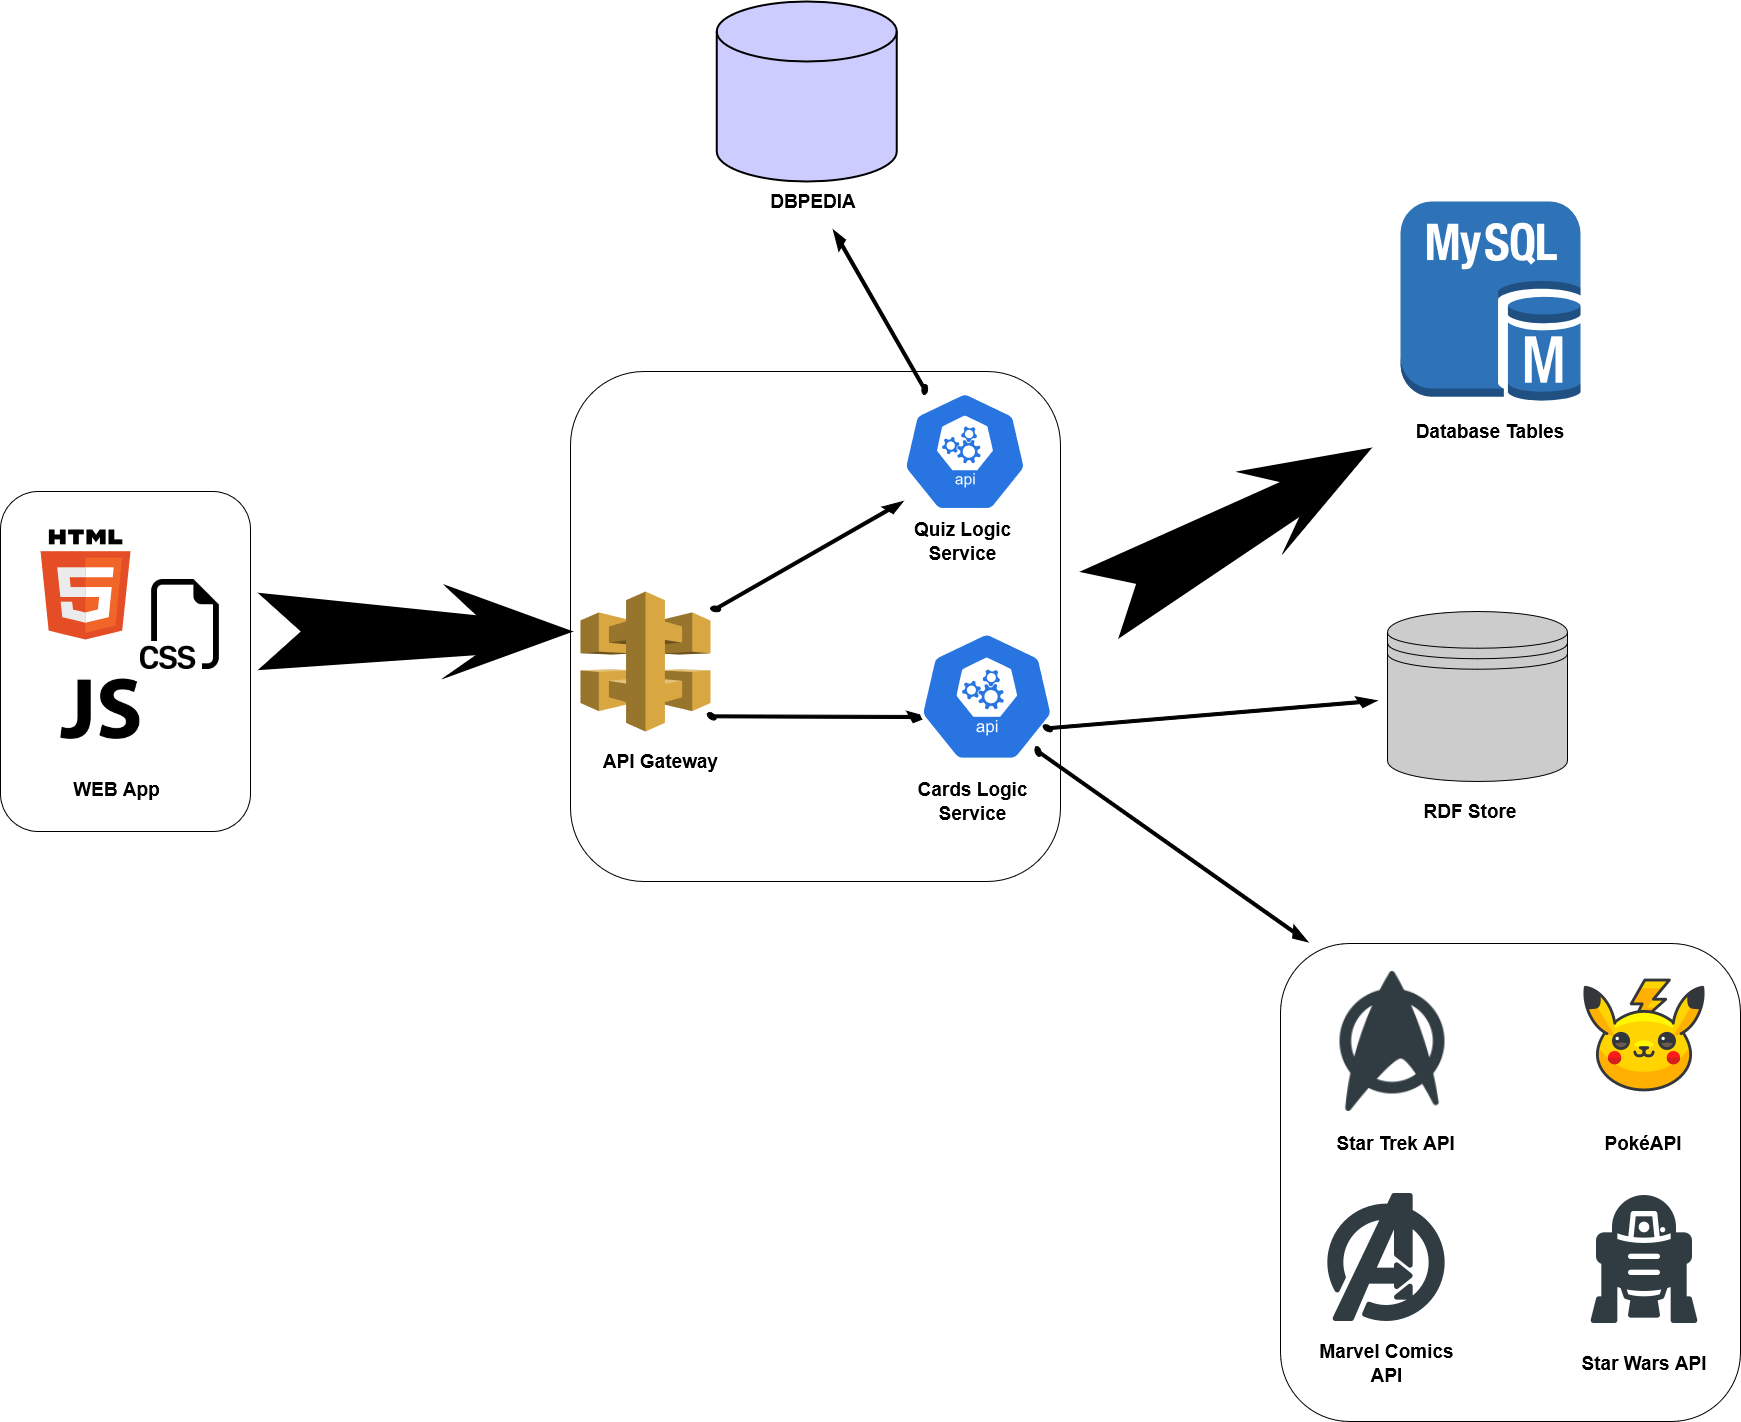 DBPEDIA
MySQL
M
Database Tables
api
Quiz Logic
Service
HTML
5
CSS
JS
WEB App
API Gateway
api
Cards Logic
Service
RDF Store
Star Trek API
PokéAPI
Marvel Comics
API
Star Wars API